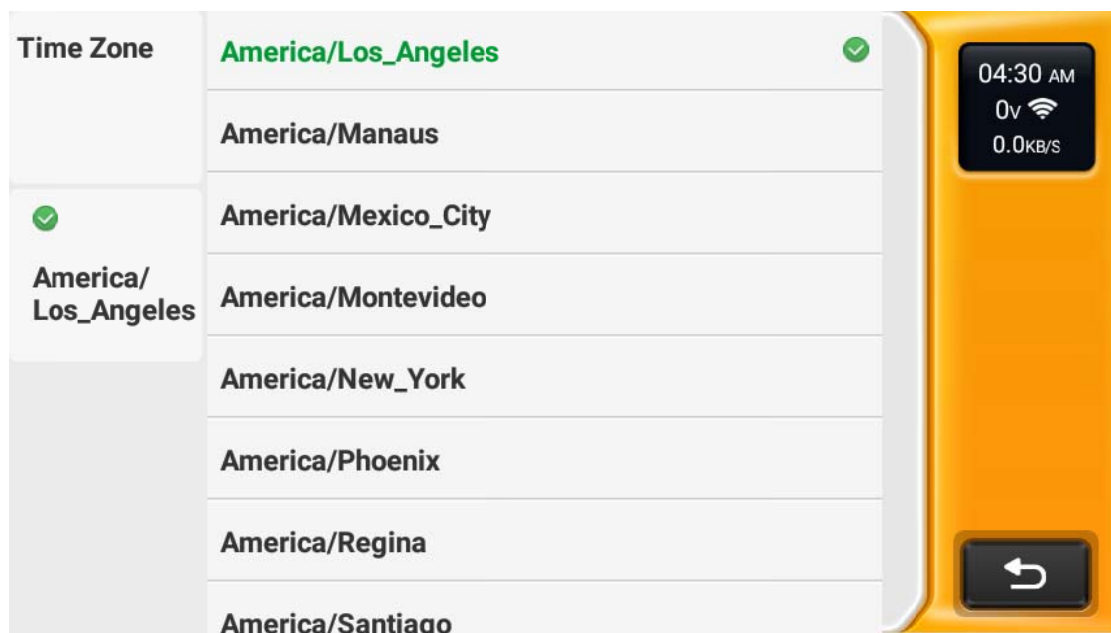 Time Zone
America/
Los_Angeles
America/Los_Angeles
America/Manaus
America/Mexico_City
America/Montevideo
America/New_York
America/Phoenix
America/Regina
America/Santiago
04:30 AM
0V
0.0KB/S